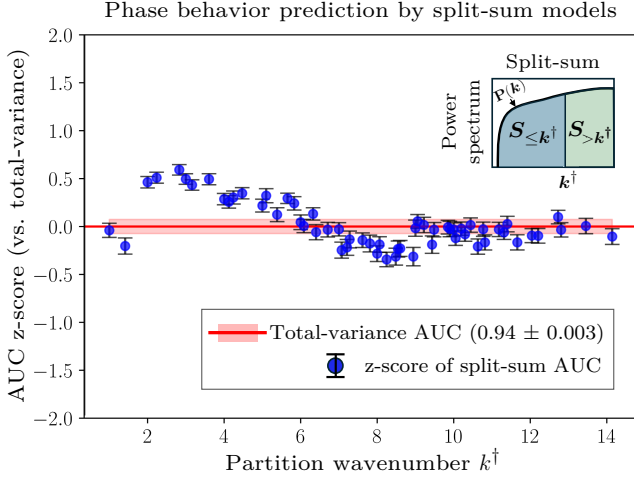 Phase behavior prediction by split-sum models
AUC z-score (vs. total-variance)
2.0
1.5
1.0
0.5
0.0
−0.5
−1.0
−1.5
−2.0
Split-sum
Power
spectrum
P(k)
S≤k† S>k†
k†
Total-variance AUC (0.94 ± 0.003)
z-score of split-sum AUC
2 4 6 8 10 12 14
Partition wavenumber k†